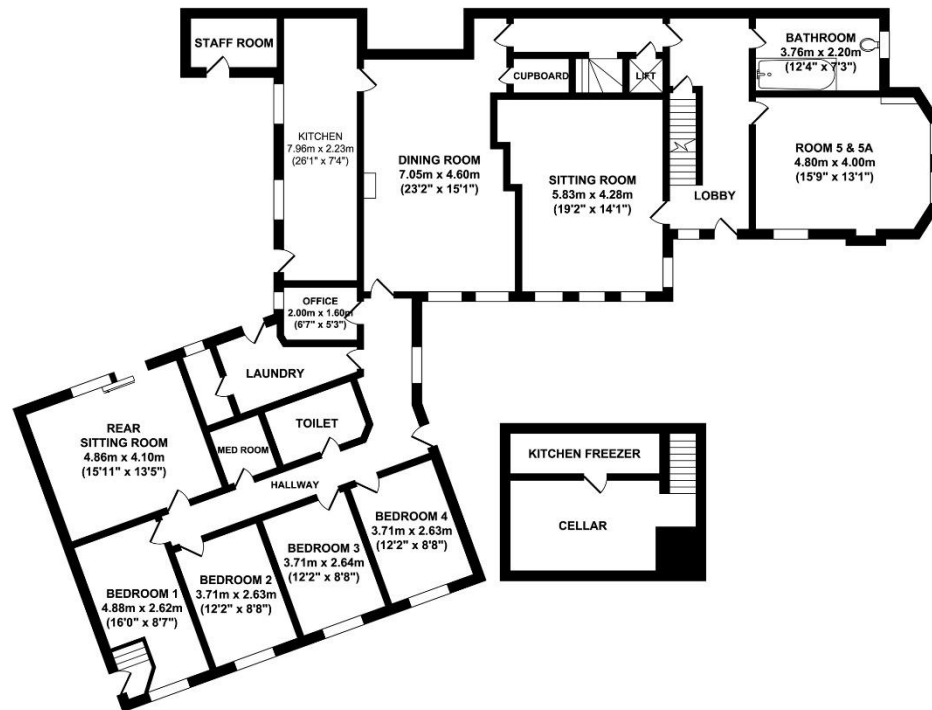 STAFF ROOM
KITCHEN
7.96m x 2.23m
(26'1" x 7'4")
DINING ROOM
7.05m x 4.60m
(23'2" x 15'1")
CUPBOARD
LIFT
SITTING ROOM
5.83m x 4.28m
(19'2" x 14'1")
LOBBY
BATHROOM
3.76m x 2.20m
(12'4" x 7'3")
ROOM 5 & 5A
4.80m x 4.00m
(15'9" x 13'1")
OFFICE
2.00m x 1.60m
(6'7" x 5'3")
LAUNDRY
TOILET
MED ROOM
REAR
SITTING ROOM
4.86m x 4.10m
(15'11" x 13'5")
HALLWAY
BEDROOM 1
4.88m x 2.62m
(16'0" x 8'7")
BEDROOM 2
3.71m x 2.63m
(12'2" x 8'8")
BEDROOM 3
3.71m x 2.64m
(12'2" x 8'8")
BEDROOM 4
3.71m x 2.63m
(12'2" x 8'8")
KITCHEN FREEZER
CELLAR